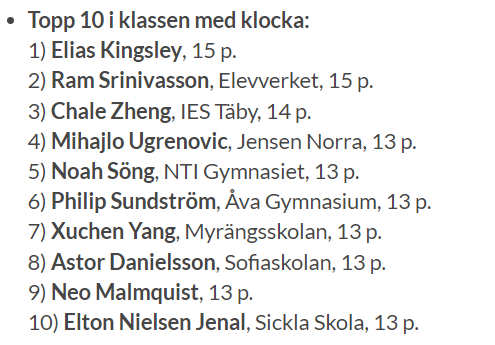 • Topp 10 i klassen med klocka:
1) Elias Kingsley, 15 p.
2) Ram Srinivasson, Elevverket, 15 p.
3) Chale Zheng, IES Täby, 14 p.
4) Mihajlo Ugrenovic, Jensen Norra, 13 p.
5) Noah Söng, NTI Gymnasiet, 13 p.
6) Philip Sundström, Åva Gymnasium, 13 p.
7) Xuchen Yang, Myrängsskolan, 13 p.
8) Astor Danielsson, Sofiaskolan, 13 p.
9) Neo Malmquist, 13 p.
10) Elton Nielsen Jenal, Sickla Skola, 13 p.